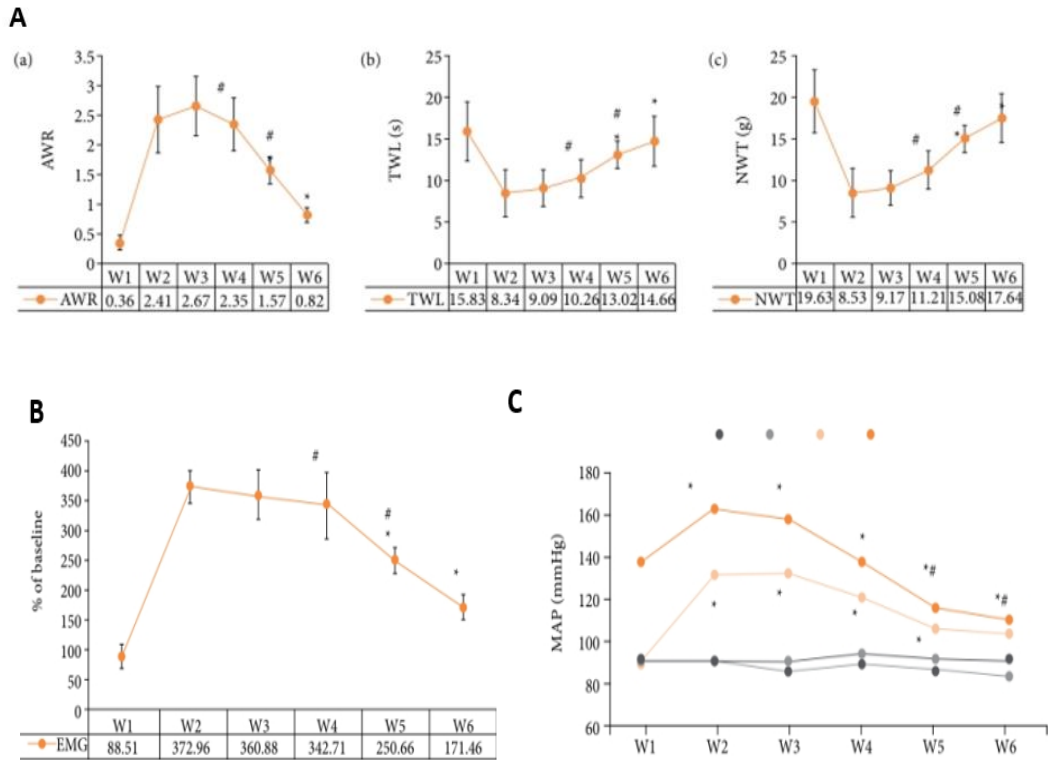 A
(a)
AWR
3.5
3
2.5
2
1.5
1
0.5
0
#
#
*
*
W1 W2 W3 W4 W5 W6
AWR 0.36 2.41 2.67 2.35 1.57 0.82
(b)
TWL (s)
25
20
15
10
5
0
#
#
*
W1 W2 W3 W4 W5 W6
TWL 15.83 8.34 9.09 10.26 13.02 14.66
(c)
NWT (g)
25
20
15
10
5
0
#
#
*
*
W1 W2 W3 W4 W5 W6
NWT 19.63 8.53 9.17 11.21 15.08 17.64
B
% of baseline
450
400
350
300
250
200
150
100
50
0
#
#
*
*
W1 W2 W3 W4 W5 W6
EMG 88.51 372.96 360.88 342.71 250.66 171.46
C
MAP (mmHg)
180
160
140
120
100
80
60
* * * *# *#
* * * *
W1 W2 W3 W4 W5 W6